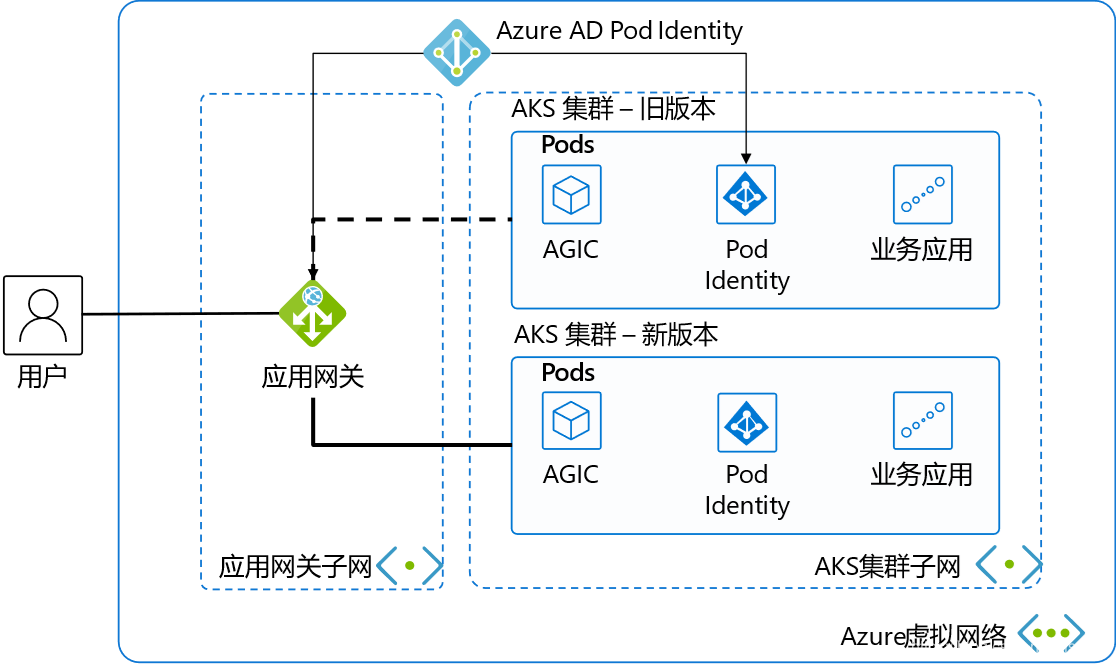 Azure AD Pod Identity
AKS 集群 – 旧版本
Pods
AGIC
Pod
Identity
业务应用
用户
应用网关
AKS 集群 – 新版本
Pods
AGIC
Pod
Identity
业务应用
应用网关子网
AKS集群子网
Azure虚拟网络